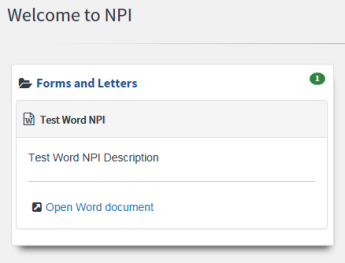 Welcome to NPI
Forms and Letters
1
Test Word NPI
Test Word NPI Description
Open Word document